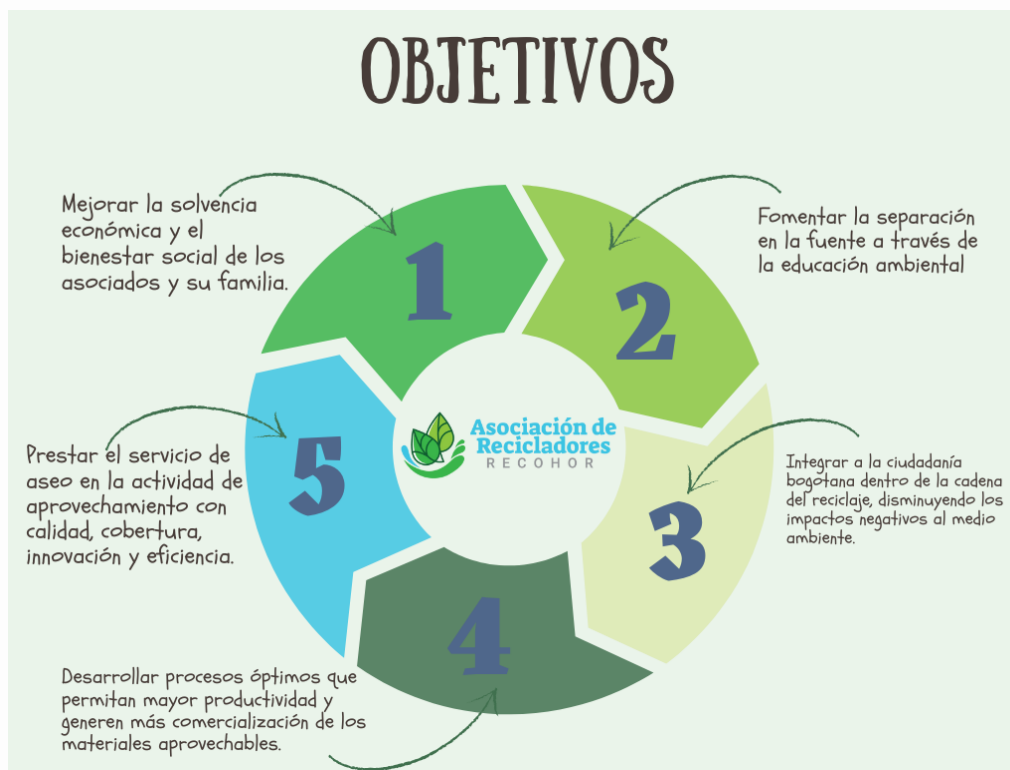 OBJETIVOS
Mejorar la solvencia
económica y el
bienestar social de los
asociados y su familia.
1
2
Fomentar la separación
en la fuente a través de
la educación ambiental
Asociación de
Recicladores
RECOHOR
Integrar a la ciudadanía
bogotana dentro de la cadena
del reciclaje, disminuyendo los
impactos negativos al medio
ambiente.
3
Desarrollar procesos óptimos que
permitan mayor productividad y
generen más comercialización de los
materiales aprovechables.
4
Prestar el servicio de
aseo en la actividad de
aprovechamiento con
calidad, cobertura,
innovación y eficiencia.
5